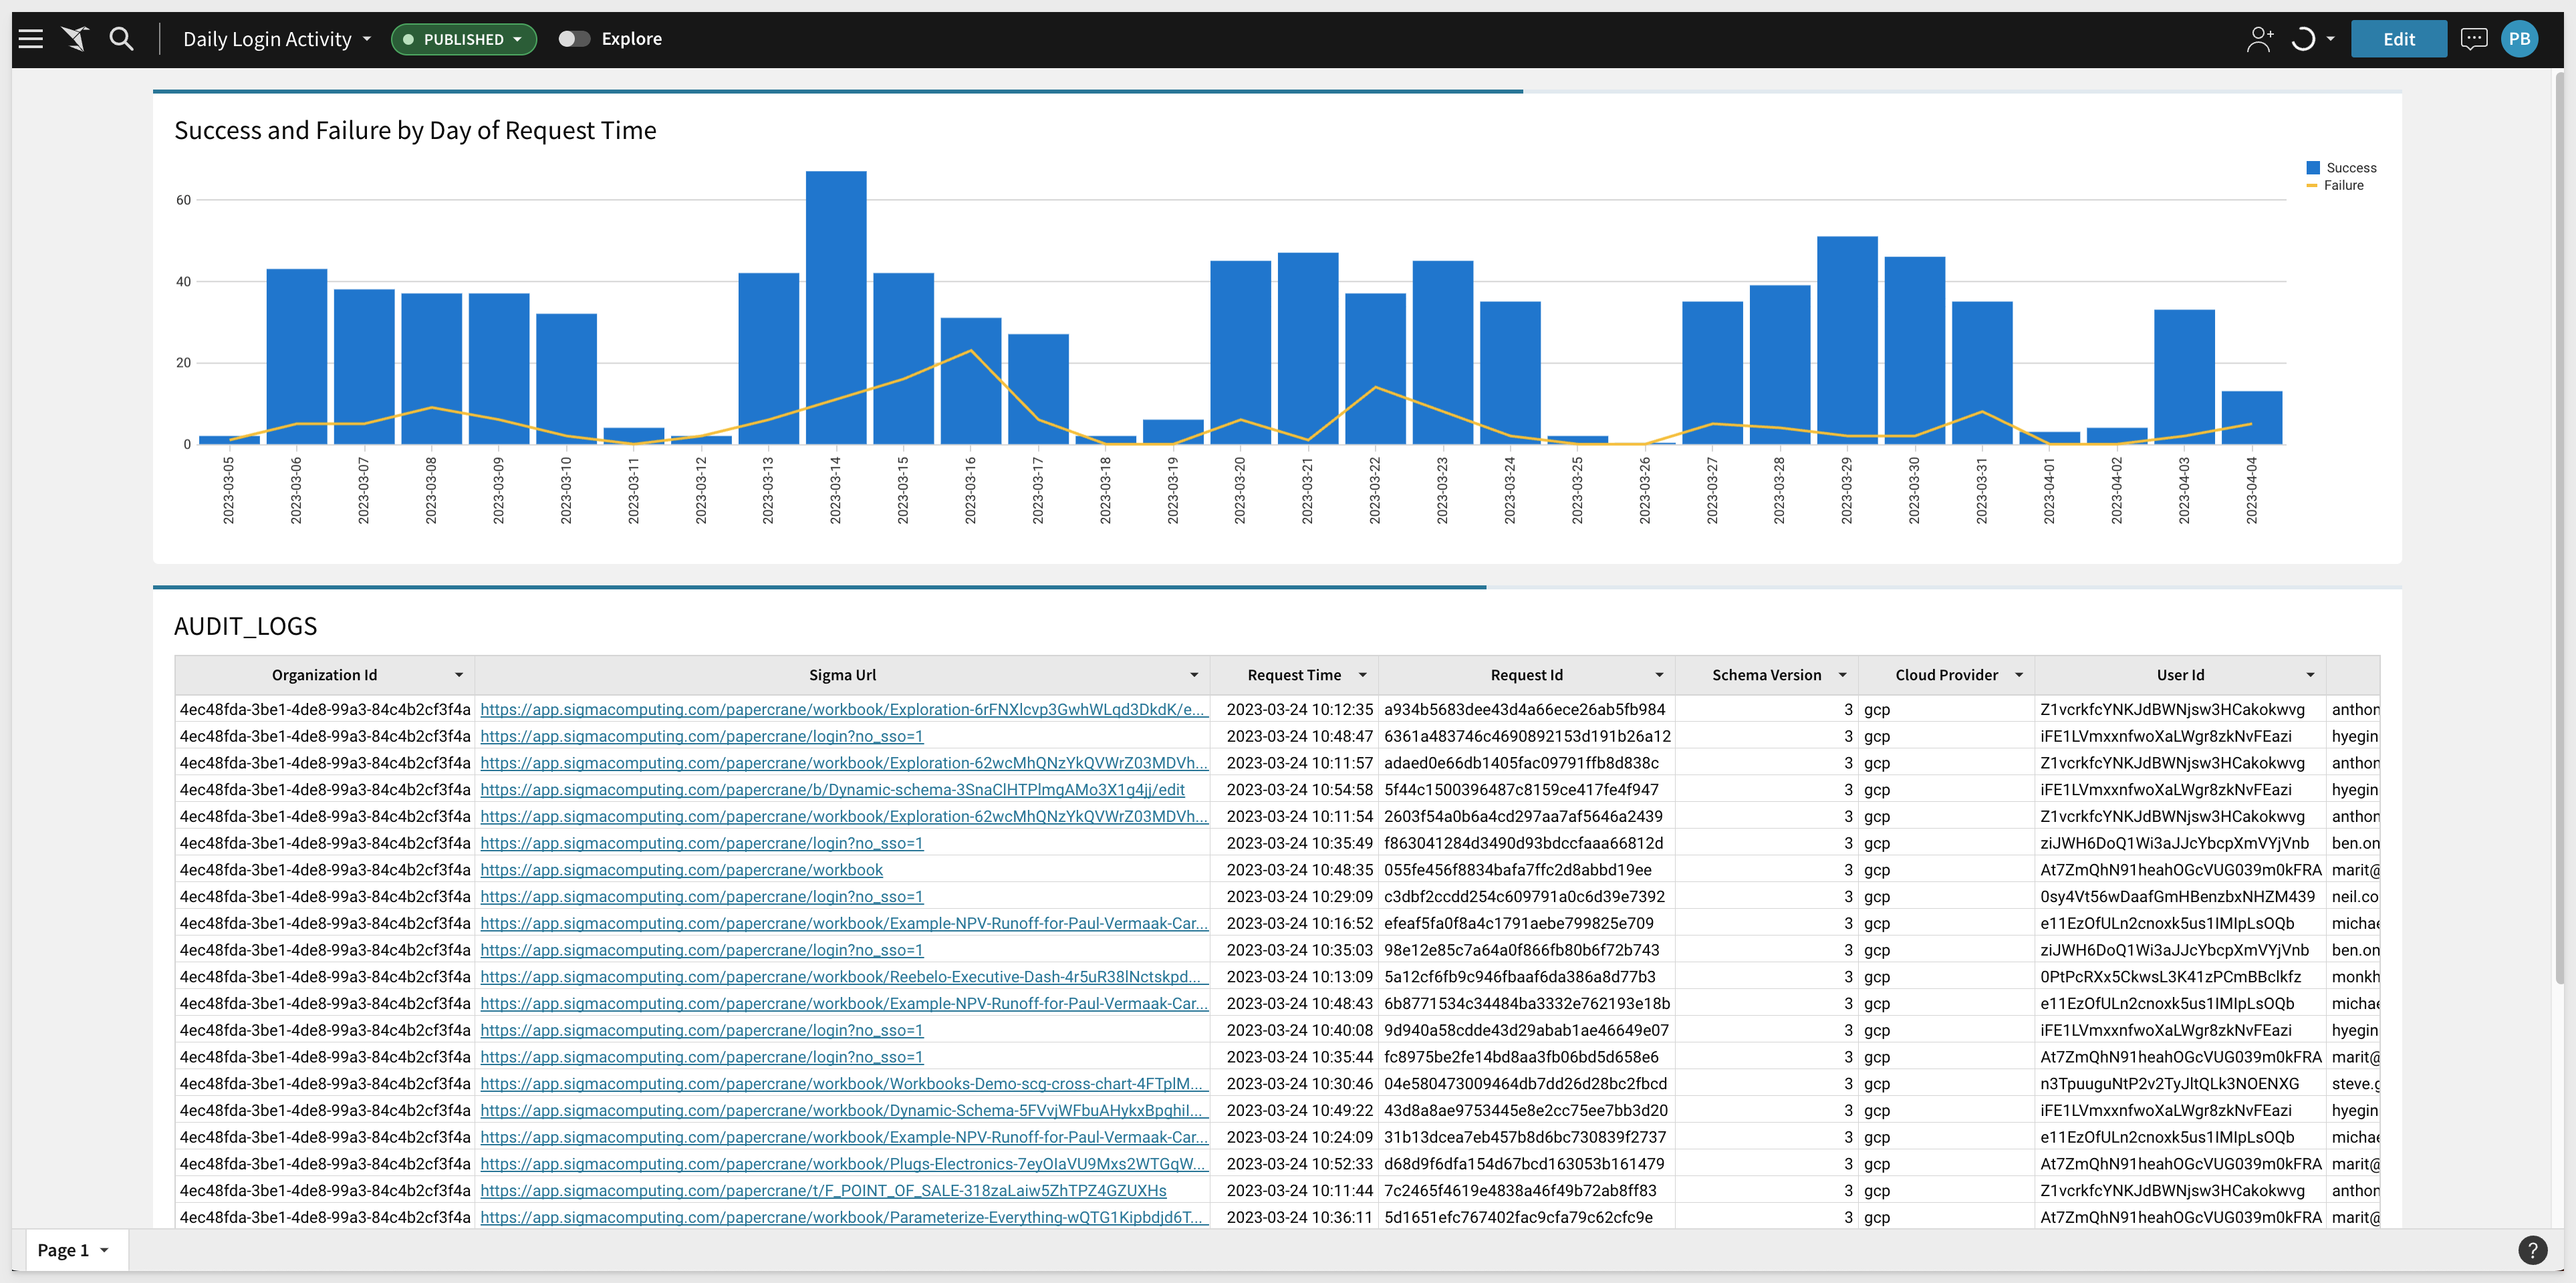 Daily Login Activity PUBLISHED Explore Edit PB
Success and Failure by Day of Request Time
Success
Failure
60
40
20
0
2023-03-05 2023-03-06 2023-03-07 2023-03-08 2023-03-09 2023-03-10 2023-03-11 2023-03-12 2023-03-13 2023-03-14 2023-03-15 2023-03-16 2023-03-17 2023-03-18 2023-03-19 2023-03-20 2023-03-21 2023-03-22 2023-03-23 2023-03-24 2023-03-25 2023-03-26 2023-03-27 2023-03-28 2023-03-29 2023-03-30 2023-03-31 2023-04-01 2023-04-02 2023-04-03 2023-04-04
AUDIT_LOGS
Organization Id Sigma Url Request Time Request Id Schema Version Cloud Provider User Id
4ec48fda-3be1-4de8-99a3-84c4b2cf3f4a https://app.sigmacomputing.com/papercrane/workbook/Exploration-6rFNXlcvp3GwhWLqd3DkdK/e... 2023-03-24 10:12:35 a934b5683dee43d4a66ece26ab5fb984 3 gcp Z1vcrkfcYNKJdBWNjsw3HCakokwvg anthon
4ec48fda-3be1-4de8-99a3-84c4b2cf3f4a https://app.sigmacomputing.com/papercrane/login?no_sso=1 2023-03-24 10:48:47 6361a483746c4690892153d191b26a12 3 gcp iFE1LVmxxnfwoXaLWgr8zkNvFEazi hyegin
4ec48fda-3be1-4de8-99a3-84c4b2cf3f4a https://app.sigmacomputing.com/papercrane/workbook/Exploration-62wcMhQNzYkQVWrZ03MDVh... 2023-03-24 10:11:57 adaed0e66db1405fac09791ffb8d838c 3 gcp Z1vcrkfcYNKJdBWNjsw3HCakokwvg anthon
4ec48fda-3be1-4de8-99a3-84c4b2cf3f4a https://app.sigmacomputing.com/papercrane/b/Dynamic-schema-3SnaClHTPlmgAMo3X1g4jj/edit 2023-03-24 10:54:58 5f44c1500396487c8159ce417fe4f947 3 gcp iFE1LVmxxnfwoXaLWgr8zkNvFEazi hyegin
4ec48fda-3be1-4de8-99a3-84c4b2cf3f4a https://app.sigmacomputing.com/papercrane/workbook/Exploration-62wcMhQNzYkQVWrZ03MDVh... 2023-03-24 10:11:54 2603f54a0b6a4cd297aa7af5646a2439 3 gcp Z1vcrkfcYNKJdBWNjsw3HCakokwvg anthon
4ec48fda-3be1-4de8-99a3-84c4b2cf3f4a https://app.sigmacomputing.com/papercrane/login?no_sso=1 2023-03-24 10:35:49 f863041284d3490d93bdccfaaa66812d 3 gcp ziJWH6DoQ1Wi3aJJcYbcpXmVYjVnb ben.on
4ec48fda-3be1-4de8-99a3-84c4b2cf3f4a https://app.sigmacomputing.com/papercrane/workbook 2023-03-24 10:48:35 055fe456f8834bafa7ffc2d8abbd19ee 3 gcp At7ZmQhN91heahOGcVUG039m0kFRA marit@
4ec48fda-3be1-4de8-99a3-84c4b2cf3f4a https://app.sigmacomputing.com/papercrane/login?no_sso=1 2023-03-24 10:29:09 c3dbf2ccdd254c609791a0c6d39e7392 3 gcp 0sy4Vt56wDaafGmHBenzbxNHZM439 neil.co
4ec48fda-3be1-4de8-99a3-84c4b2cf3f4a https://app.sigmacomputing.com/papercrane/workbook/Example-NPV-Runoff-for-Paul-Vermaak-Car... 2023-03-24 10:16:52 efeaf5fa0f8a4c1791aebe799825e709 3 gcp e11EzOfULn2cnoxk5us1IMIpLsOQb michae
4ec48fda-3be1-4de8-99a3-84c4b2cf3f4a https://app.sigmacomputing.com/papercrane/login?no_sso=1 2023-03-24 10:35:03 98e12e85c7a64a0f866fb80b6f72b743 3 gcp ziJWH6DoQ1Wi3aJJcYbcpXmVYjVnb ben.on
4ec48fda-3be1-4de8-99a3-84c4b2cf3f4a https://app.sigmacomputing.com/papercrane/workbook/Reebelo-Executive-Dash-4r5uR38lNctskpd... 2023-03-24 10:13:09 5a12cf6fb9c946fbaaf6da386a8d77b3 3 gcp 0PtPcRXx5CkwsL3K41zPCmBBclkfz monkh
4ec48fda-3be1-4de8-99a3-84c4b2cf3f4a https://app.sigmacomputing.com/papercrane/workbook/Example-NPV-Runoff-for-Paul-Vermaak-Car... 2023-03-24 10:48:43 6b8771534c34484ba3332e762193e18b 3 gcp e11EzOfULn2cnoxk5us1IMIpLsOQb michae
4ec48fda-3be1-4de8-99a3-84c4b2cf3f4a https://app.sigmacomputing.com/papercrane/login?no_sso=1 2023-03-24 10:40:08 9d940a58cdde43d29abab1ae46649e07 3 gcp iFE1LVmxxnfwoXaLWgr8zkNvFEazi hyegin
4ec48fda-3be1-4de8-99a3-84c4b2cf3f4a https://app.sigmacomputing.com/papercrane/login?no_sso=1 2023-03-24 10:35:44 fc8975be2fe14bd8aa3fb06bd5d658e6 3 gcp At7ZmQhN91heahOGcVUG039m0kFRA marit@
4ec48fda-3be1-4de8-99a3-84c4b2cf3f4a https://app.sigmacomputing.com/papercrane/workbook/Workbooks-Demo-scg-cross-chart-4FTplM... 2023-03-24 10:30:46 04e580473009464db7dd26d28bc2fbcd 3 gcp n3TpuuguNtP2v2TyJltQLk3NOENXG steve.g
4ec48fda-3be1-4de8-99a3-84c4b2cf3f4a https://app.sigmacomputing.com/papercrane/workbook/Dynamic-Schema-5FVvjWFbuAHykxBpghiI... 2023-03-24 10:49:22 43d8a8ae9753445e8e2cc75ee7bb3d20 3 gcp iFE1LVmxxnfwoXaLWgr8zkNvFEazi hyegin
4ec48fda-3be1-4de8-99a3-84c4b2cf3f4a https://app.sigmacomputing.com/papercrane/workbook/Example-NPV-Runoff-for-Paul-Vermaak-Car... 2023-03-24 10:24:09 31b13dcea7eb457b8d6bc730839f2737 3 gcp e11EzOfULn2cnoxk5us1IMIpLsOQb michae
4ec48fda-3be1-4de8-99a3-84c4b2cf3f4a https://app.sigmacomputing.com/papercrane/workbook/Plugs-Electronics-7eyOIaVU9Mxs2WTGqW... 2023-03-24 10:52:33 d68d9f6dfa154d67bcd163053b161479 3 gcp At7ZmQhN91heahOGcVUG039m0kFRA marit@
4ec48fda-3be1-4de8-99a3-84c4b2cf3f4a https://app.sigmacomputing.com/papercrane/t/F_POINT_OF_SALE-318zaLaiw5ZhTPZ4GZUXHs 2023-03-24 10:11:44 7c2465f4619e4838a46f49b72ab8ff83 3 gcp Z1vcrkfcYNKJdBWNjsw3HCakokwvg anthon
4ec48fda-3be1-4de8-99a3-84c4b2cf3f4a https://app.sigmacomputing.com/papercrane/workbook/Parameterize-Everything-wQTG1Kipbdjd6T... 2023-03-24 10:36:11 5d1651efc767402fac9cfa79c62cfc9e 3 gcp At7ZmQhN91heahOGcVUG039m0kFRA marit@
Page 1 ?